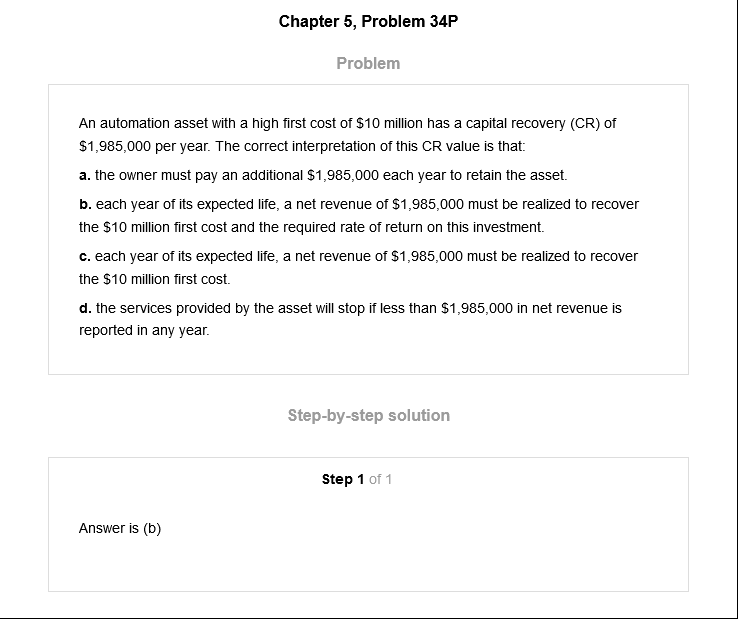 Chapter 5, Problem 34P
Problem
An automation asset with a high first cost of $10 million has a capital recovery (CR) of
$1,985,000 per year. The correct interpretation of this CR value is that:
a. the owner must pay an additional $1,985,000 each year to retain the asset.
b. each year of its expected life, a net revenue of $1,985,000 must be realized to recover
the $10 million first cost and the required rate of return on this investment.
c. each year of its expected life, a net revenue of $1,985,000 must be realized to recover
the $10 million first cost.
d. the services provided by the asset will stop if less than $1,985,000 in net revenue is
reported in any year.
Step-by-step solution
Step 1 of 1
Answer is (b)